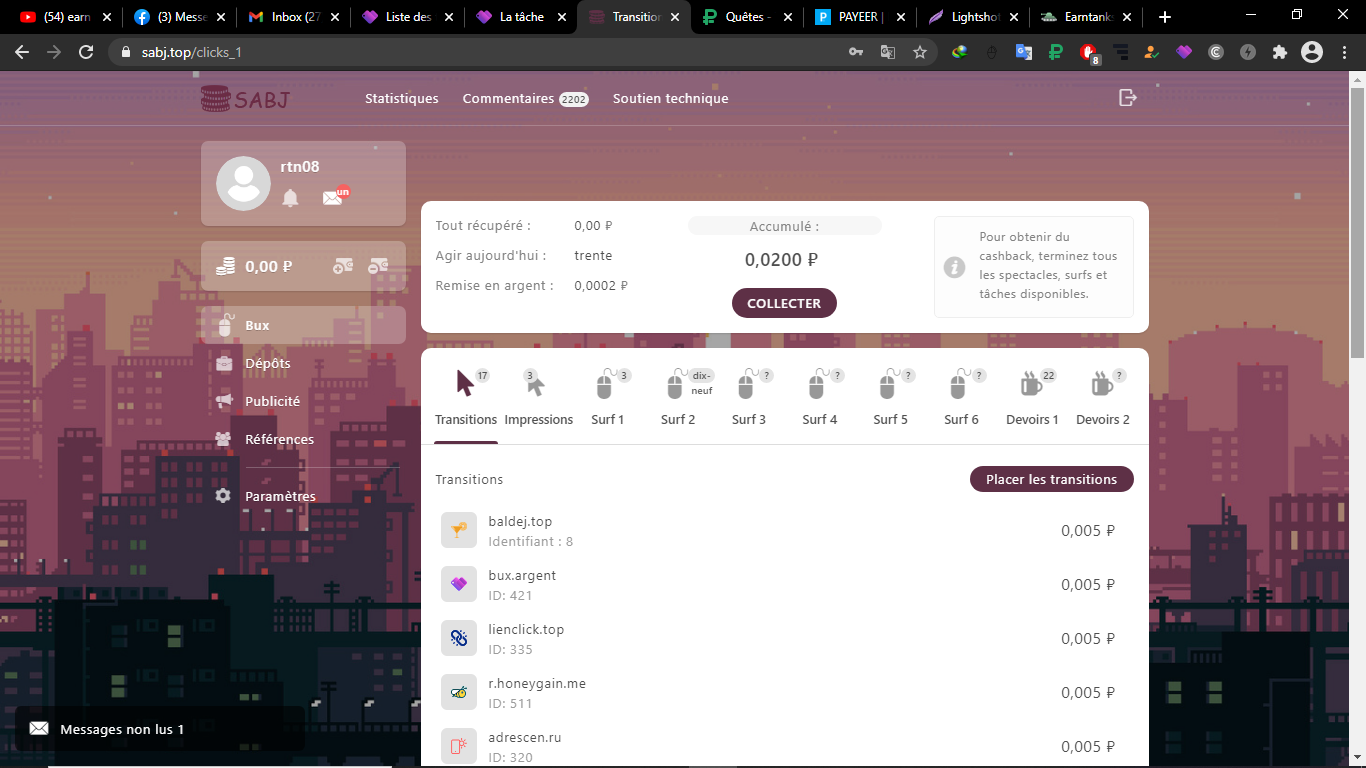 (54) earn
(3) Messe
Inbox (27
Liste des
La tâche
Transition
Quêtes -
PAYEER |
Lightshot
Earntanks
sabj.top/clicks_1
8
SABJ
Statistiques
Commentaires 2202
Soutien technique
rtn08
un
0,00 ₽
Bux
Dépôts
Publicité
Références
Paramètres
Tout récupéré : 0,00 ₽
Agir aujourd'hui : trente
Remise en argent : 0,0002 ₽
Accumulé :
0,0200 ₽
COLLECTER
Pour obtenir du
cashback, terminez tous
les spectacles, surfs et
tâches disponibles.
17
Transitions
3
Impressions
3
Surf 1
dix-
neuf
Surf 2
?
Surf 3
?
Surf 4
?
Surf 5
?
Surf 6
22
Devoirs 1
?
Devoirs 2
Transitions
Placer les transitions
baldej.top
Identifiant : 8
0,005 ₽
bux.argent
ID: 421
0,005 ₽
lienclick.top
ID: 335
0,005 ₽
r.honeygain.me
ID: 511
0,005 ₽
adrescen.ru
ID: 320
0,005 ₽
Messages non lus 1